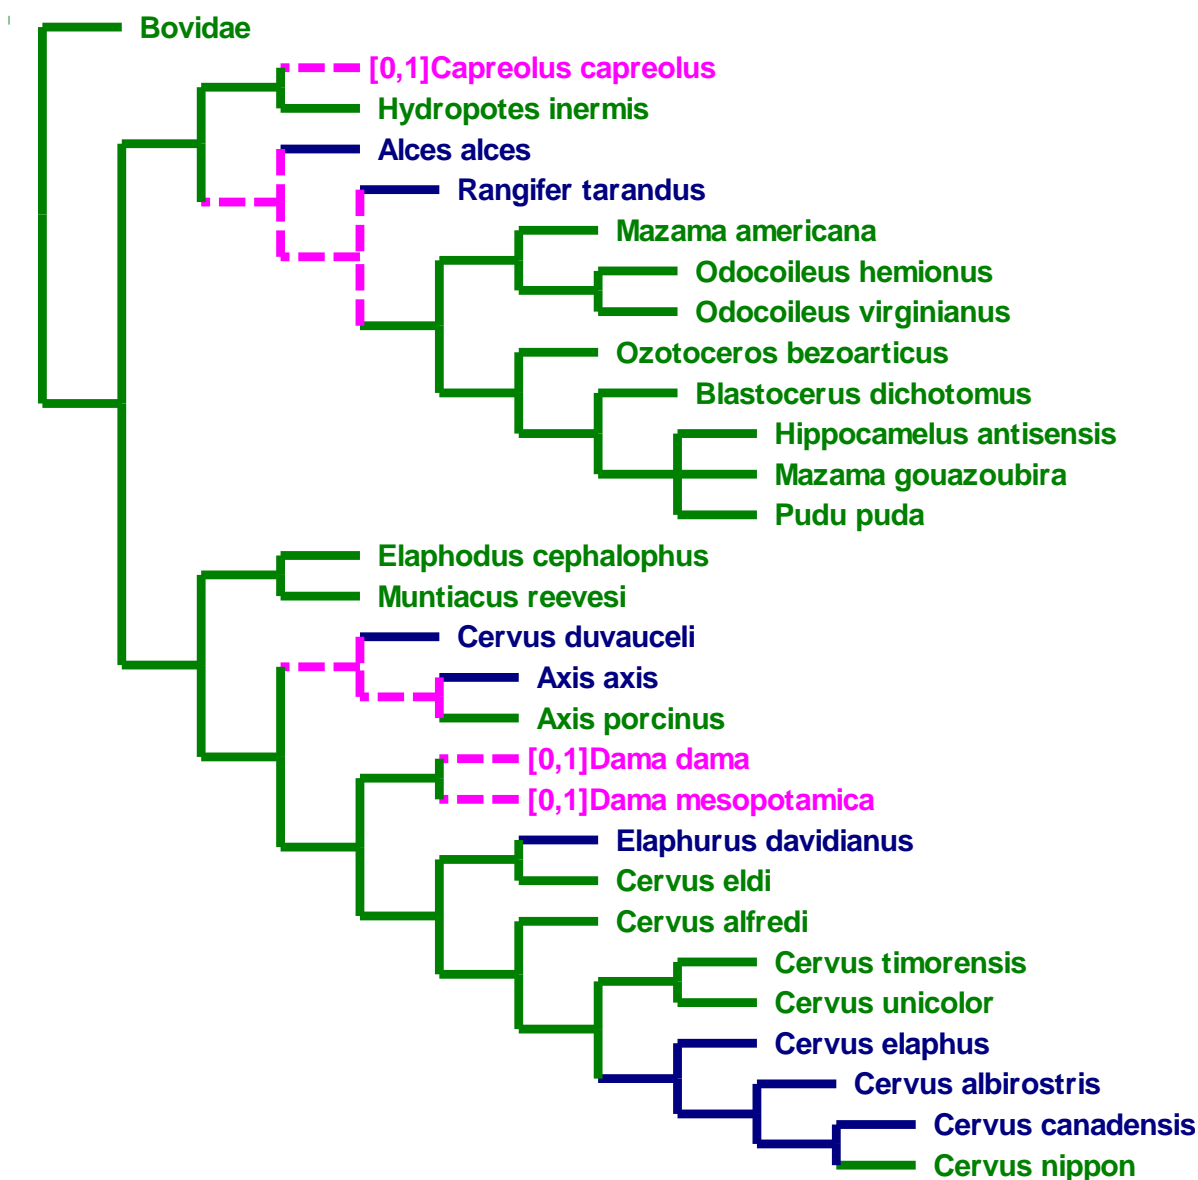 Bovidae
[0,1]Capreolus capreolus
Hydropotes inermis
Alces alces
Rangifer tarandus
Mazama americana
Odocoileus hemionus
Odocoileus virginianus
Ozotoceros bezoarticus
Blastocerus dichotomus
Hippocamelus antisensis
Mazama gouazoubira
Pudu puda
Elaphodus cephalophus
Muntiacus reevesi
Cervus duvauceli
Axis axis
Axis porcinus
[0,1]Dama dama
[0,1]Dama mesopotamica
Elaphurus davidianus
Cervus eldi
Cervus alfredi
Cervus timorensis
Cervus unicolor
Cervus elaphus
Cervus albirostris
Cervus canadensis
Cervus nippon